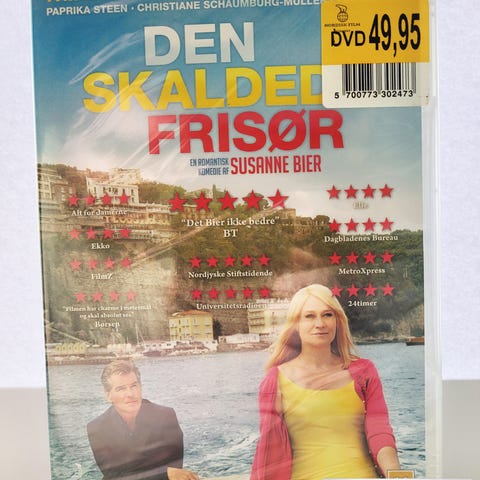 PAPRIKA STEEN · CHRISTIANE SCHAUMBURG-MÜLLER
NORDISK FILM
DVD 49,95
5 700773 302473
DEN
SKALDEDE
FRISØR
EN ROMANTISK
KOMEDIE AF SUSANNE BIER
★★★★
Alt for damerne
★★★★★
"Det Bier ikke bedre"
BT
★★★★
Elle
★★★★
Ekko
★★★★
Dagbladenes Bureau
★★★★
FilmZ
★★★★★
Nordjyske Stiftstidende
★★★★
MetroXpress
★★★★
"Filmen har charme i metermål
og skal absolut ses"
Børsen
★★★★★
Universitetsradioen
★★★★
24timer